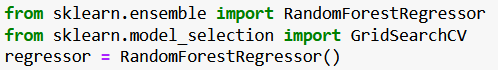 from sklearn.ensemble import RandomForestRegressor
from sklearn.model_selection import GridSearchCV
regressor = RandomForestRegressor()